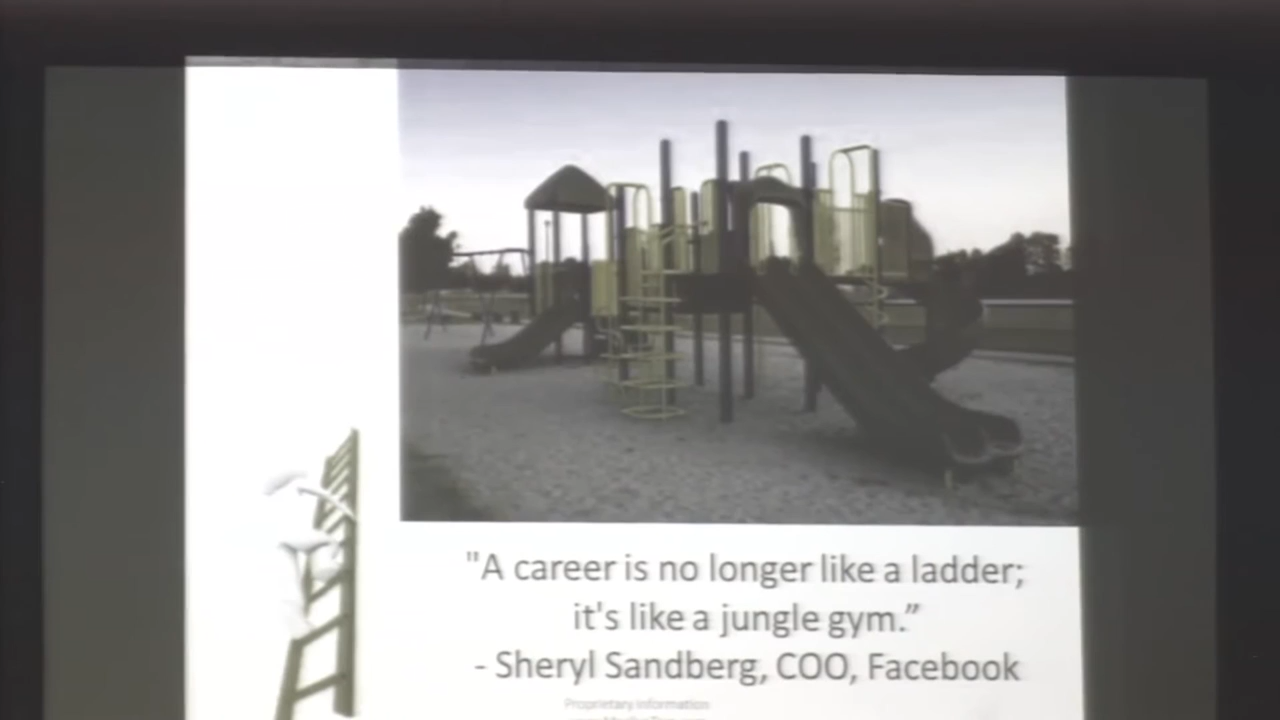 "A career is no longer like a ladder;
it's like a jungle gym.”
- Sheryl Sandberg, COO, Facebook
Proprietary Information